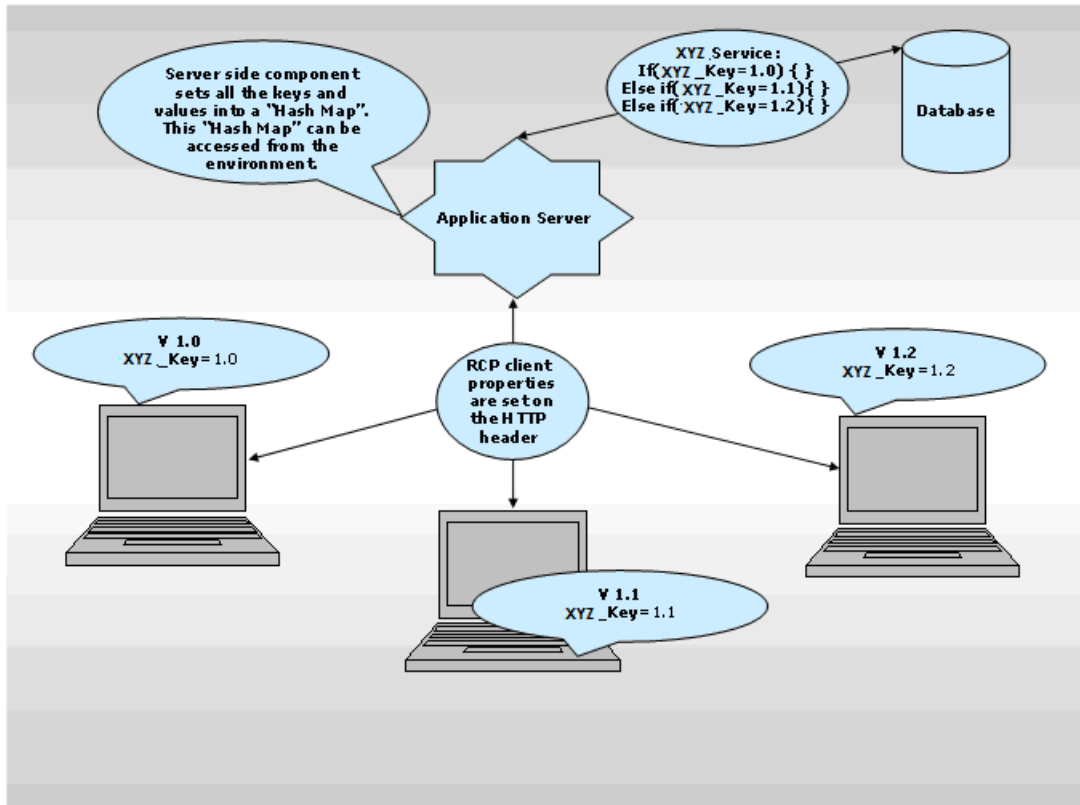 Server side component
sets all the keys and
values into a "Hash Map".
This "Hash Map" can be
accessed from the
environment.
XYZ Service:
If(XYZ _Key=1.0) { }
Else if(XYZ _Key=1.1){ }
Else if(XYZ _Key=1.2){ }
Database
Application Server
V 1.0
XYZ _Key=1.0
RCP client
properties
are set on
the HTTP
header
V 1.2
XYZ _Key=1.2
V 1.1
XYZ _Key=1.1